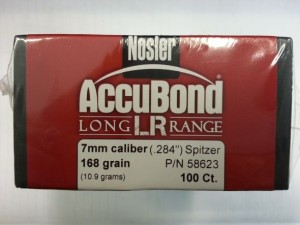 Nosler
ACCUBOND
LONG LR RANGE
7mm caliber (.284") Spitzer
168 grain P/N 58623
(10.9 grams) 100 Ct.